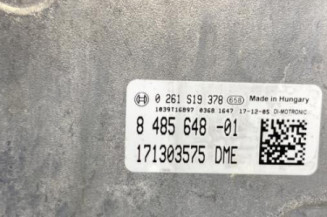 0 261 S19 378 658 Made in Hungary
1039T16897 0368 1647 17-12-05 DI-MOTRONIC
8 485 648 -01
171303575 DME